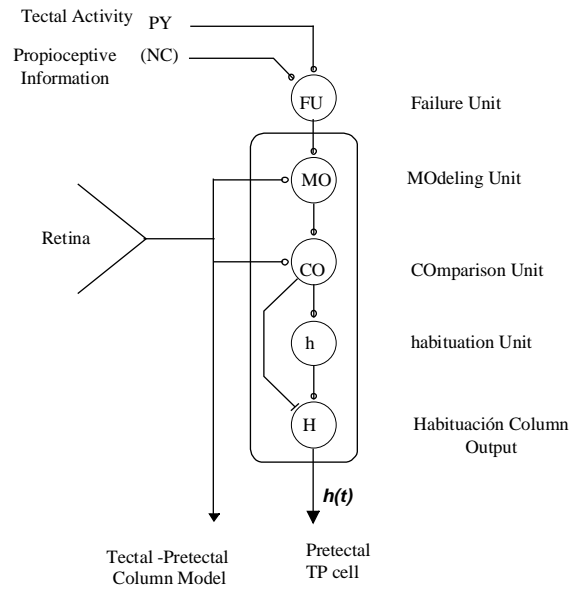 Tectal Activity PY
Propioceptive (NC)
Information
FU Failure Unit
MO MOdeling Unit
Retina
CO COmparison Unit
h habituation Unit
H Habituación Column
Output
h(t)
Tectal -Pretectal
Column Model
Pretectal
TP cell